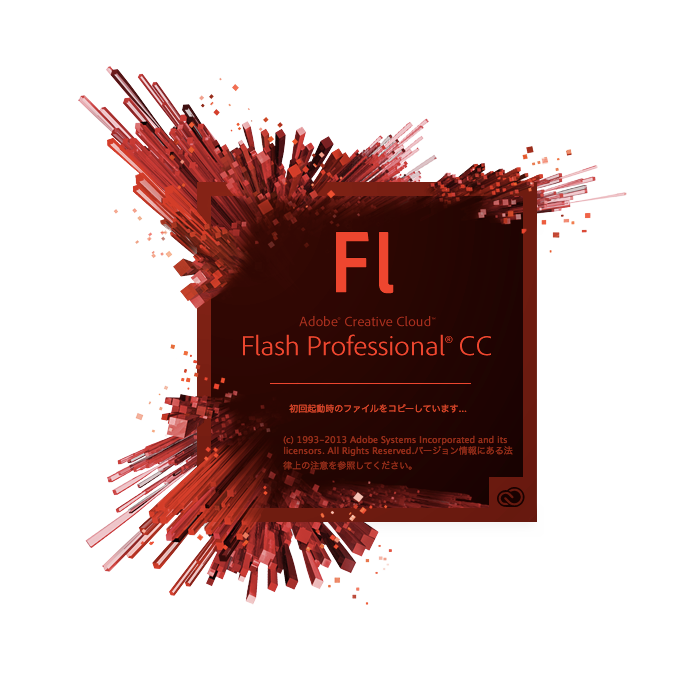 Fl
Adobe® Creative Cloud™
Flash Professional® CC
初回起動時のファイルをコピーしています...
(c) 1993-2013 Adobe Systems Incorporated and its
licensors. All Rights Reserved.バージョン情報にある法
律上の注意を参照してください。